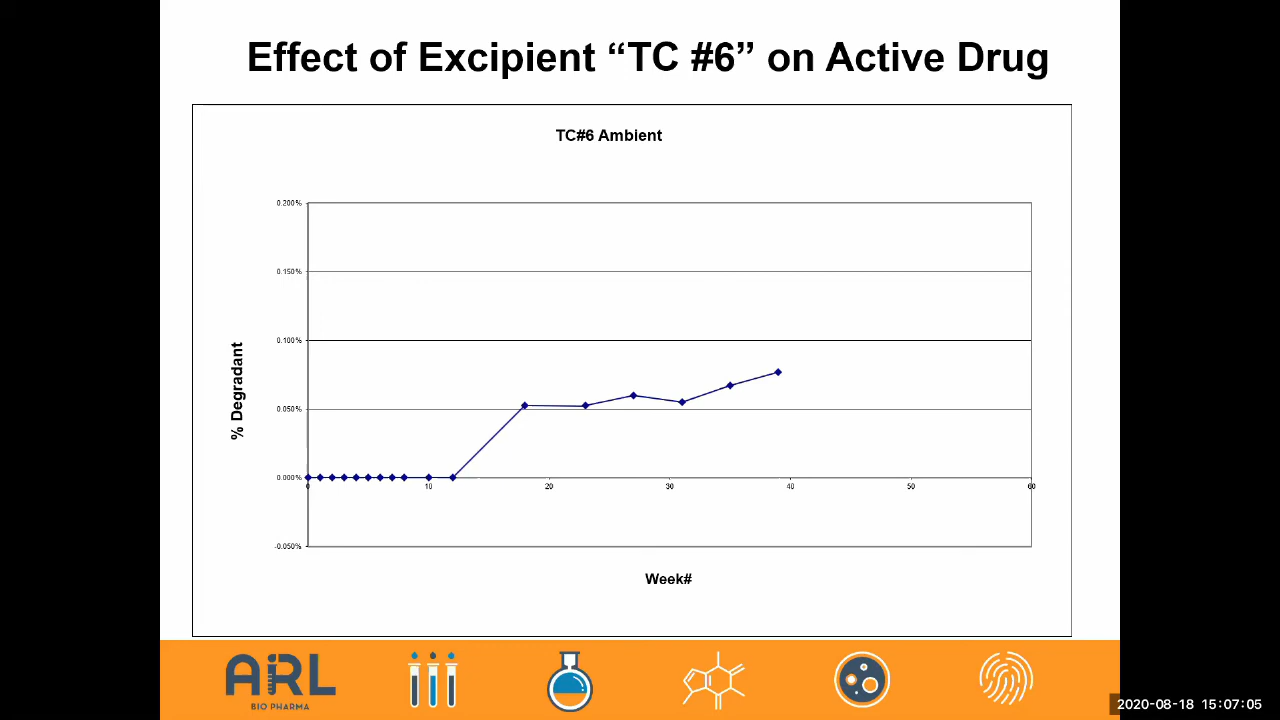 Effect of Excipient “TC #6” on Active Drug
TC#6 Ambient
0.200%
0.150%
0.100%
0.050%
0.000%
-0.050%
% Degradant
0 10 20 30 40 50 60
Week#
ARL
BIO PHARMA
2020-08-18 15:07:05